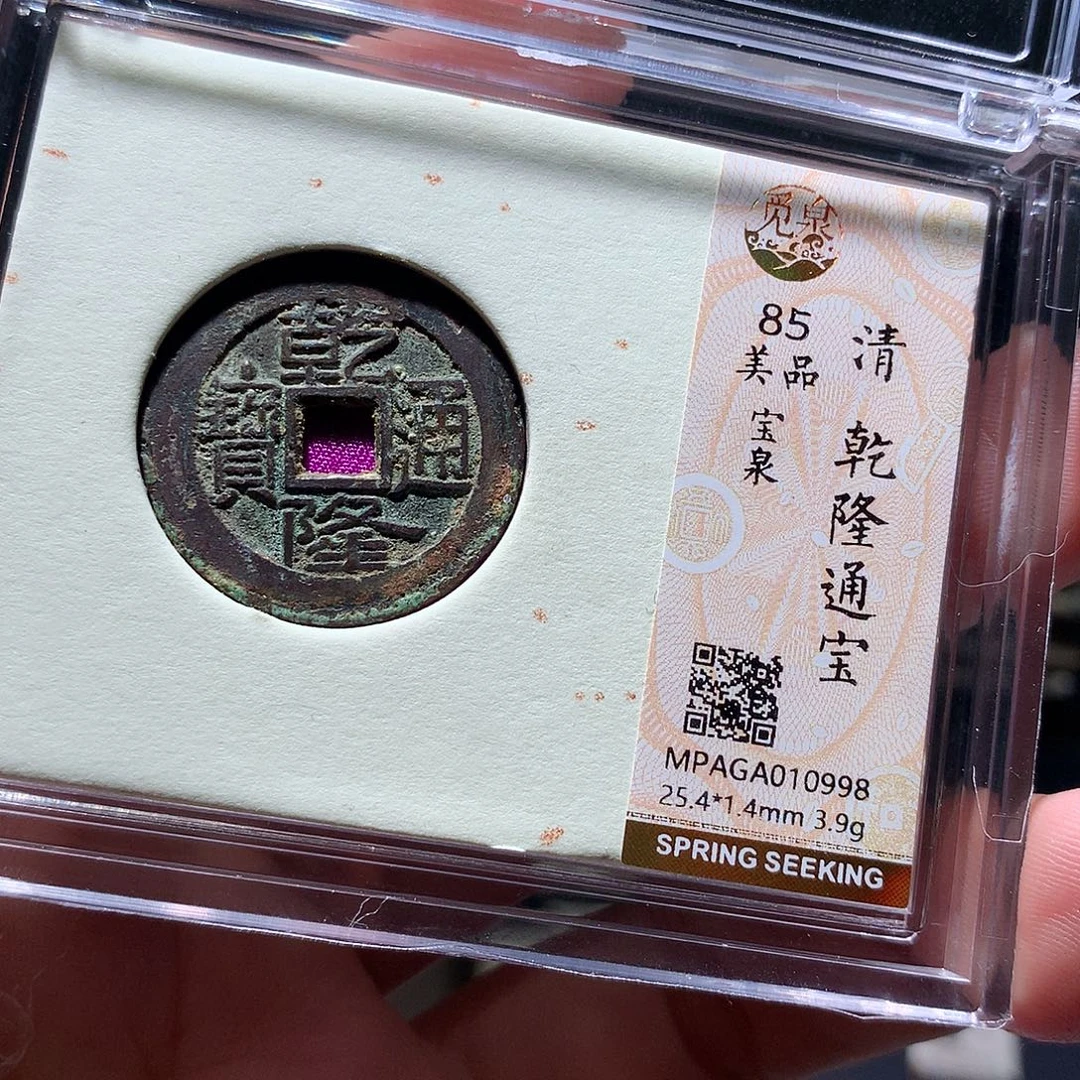 乾隆通寶
觅泉
清 乾隆通宝
85
美品
宝泉
MPAGA010998
25.4*1.4mm 3.9g
SPRING SEEKING